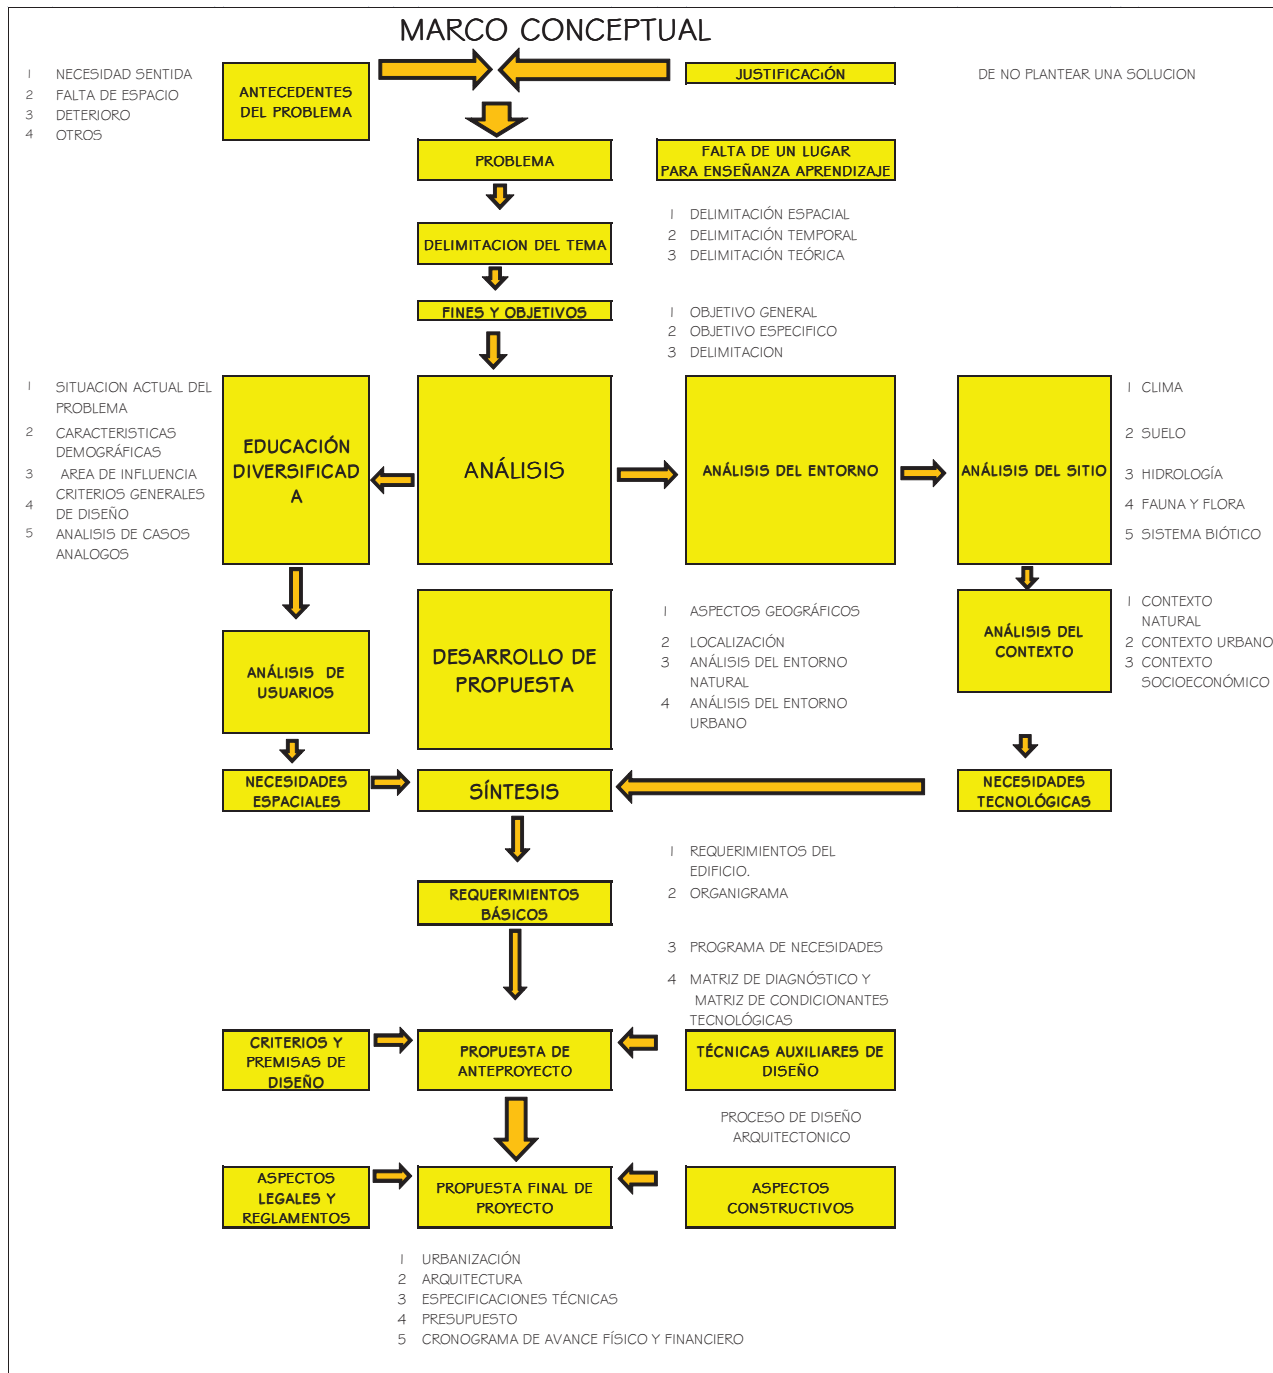 MARCO CONCEPTUAL
1 NECESIDAD SENTIDA
2 FALTA DE ESPACIO
3 DETERIORO
4 OTROS
ANTECEDENTES
DEL PROBLEMA
JUSTIFICACIÓN
DE NO PLANTEAR UNA SOLUCION
PROBLEMA
FALTA DE UN LUGAR
PARA ENSEÑANZA APRENDIZAJE
DELIMITACION DEL TEMA
1 DELIMITACIÓN ESPACIAL
2 DELIMITACIÓN TEMPORAL
3 DELIMITACIÓN TEÓRICA
FINES Y OBJETIVOS
1 OBJETIVO GENERAL
2 OBJETIVO ESPECIFICO
3 DELIMITACION
1 SITUACION ACTUAL DEL
PROBLEMA
2 CARACTERISTICAS
DEMOGRÁFICAS
3 AREA DE INFLUENCIA
4 CRITERIOS GENERALES
DE DISEÑO
5 ANALISIS DE CASOS
ANALOGOS
EDUCACIÓN
DIVERSIFICAD
A
ANÁLISIS
ANÁLISIS DEL ENTORNO
ANÁLISIS DEL SITIO
1 CLIMA
2 SUELO
3 HIDROLOGÍA
4 FAUNA Y FLORA
5 SISTEMA BIÓTICO
ANÁLISIS DE
USUARIOS
DESARROLLO DE
PROPUESTA
1 ASPECTOS GEOGRÁFICOS
2 LOCALIZACIÓN
3 ANÁLISIS DEL ENTORNO
NATURAL
4 ANÁLISIS DEL ENTORNO
URBANO
ANÁLISIS DEL
CONTEXTO
1 CONTEXTO
NATURAL
2 CONTEXTO URBANO
3 CONTEXTO
SOCIOECONÓMICO
NECESIDADES
ESPACIALES
SÍNTESIS
NECESIDADES
TECNOLÓGICAS
REQUERIMIENTOS
BÁSICOS
1 REQUERIMIENTOS DEL
EDIFICIO.
2 ORGANIGRAMA
3 PROGRAMA DE NECESIDADES
4 MATRIZ DE DIAGNÓSTICO Y
MATRIZ DE CONDICIONANTES
TECNOLÓGICAS
CRITERIOS Y
PREMISAS DE
DISEÑO
PROPUESTA DE
ANTEPROYECTO
TÉCNICAS AUXILIARES DE
DISEÑO
PROCESO DE DISEÑO
ARQUITECTONICO
ASPECTOS
LEGALES Y
REGLAMENTOS
PROPUESTA FINAL DE
PROYECTO
ASPECTOS
CONSTRUCTIVOS
1 URBANIZACIÓN
2 ARQUITECTURA
3 ESPECIFICACIONES TÉCNICAS
4 PRESUPUESTO
5 CRONOGRAMA DE AVANCE FÍSICO Y FINANCIERO